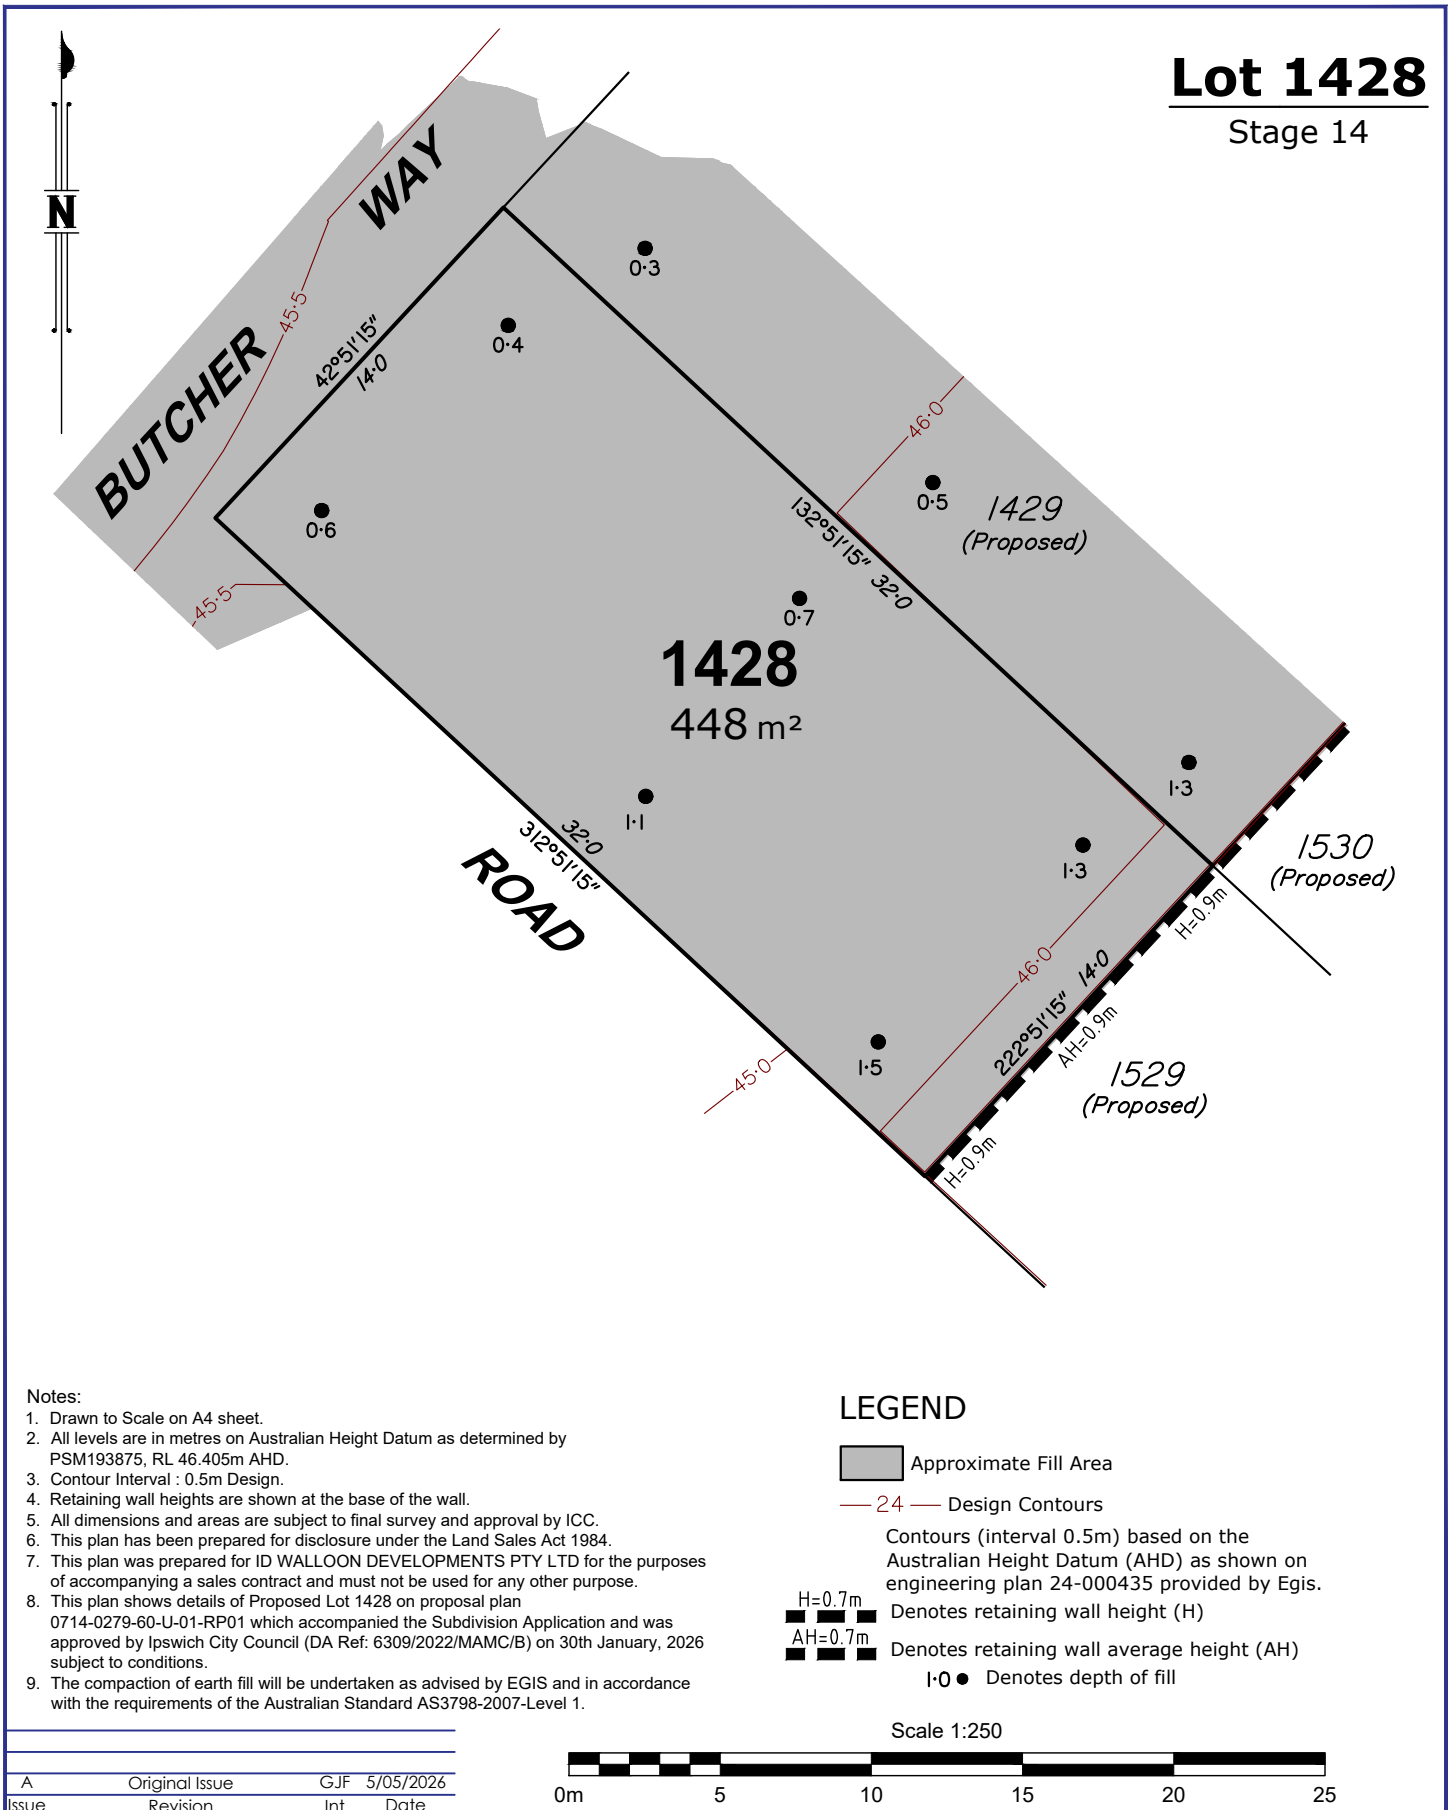 Lot 1428
Stage 14
N
BUTCHER WAY
45·5
42°51'15"
14·0
0·3
0·4
0·6
45·5
46·0
0·5
1429
(Proposed)
132°51'15" 32·0
0·7
1428
448 m²
1·1
32·0
312°51'15"
ROAD
1·3
1·3
1530
(Proposed)
H=0.9m
46·0
222°51'15" 14·0
AH=0.9m
1·5
45·0
1529
(Proposed)
H=0.9m
Notes:
1. Drawn to Scale on A4 sheet.
2. All levels are in metres on Australian Height Datum as determined by
PSM193875, RL 46.405m AHD.
3. Contour Interval : 0.5m Design.
4. Retaining wall heights are shown at the base of the wall.
5. All dimensions and areas are subject to final survey and approval by ICC.
6. This plan has been prepared for disclosure under the Land Sales Act 1984.
7. This plan was prepared for ID WALLOON DEVELOPMENTS PTY LTD for the purposes
of accompanying a sales contract and must not be used for any other purpose.
8. This plan shows details of Proposed Lot 1428 on proposal plan
0714-0279-60-U-01-RP01 which accompanied the Subdivision Application and was
approved by Ipswich City Council (DA Ref: 6309/2022/MAMC/B) on 30th January, 2026
subject to conditions.
9. The compaction of earth fill will be undertaken as advised by EGIS and in accordance
with the requirements of the Australian Standard AS3798-2007-Level 1.
LEGEND
Approximate Fill Area
24 Design Contours
Contours (interval 0.5m) based on the
Australian Height Datum (AHD) as shown on
engineering plan 24-000435 provided by Egis.
H=0.7m Denotes retaining wall height (H)
AH=0.7m Denotes retaining wall average height (AH)
1·0 Denotes depth of fill
Scale 1:250
0m 5 10 15 20 25
A Original Issue GJF 5/05/2026
Issue Revision Int Date